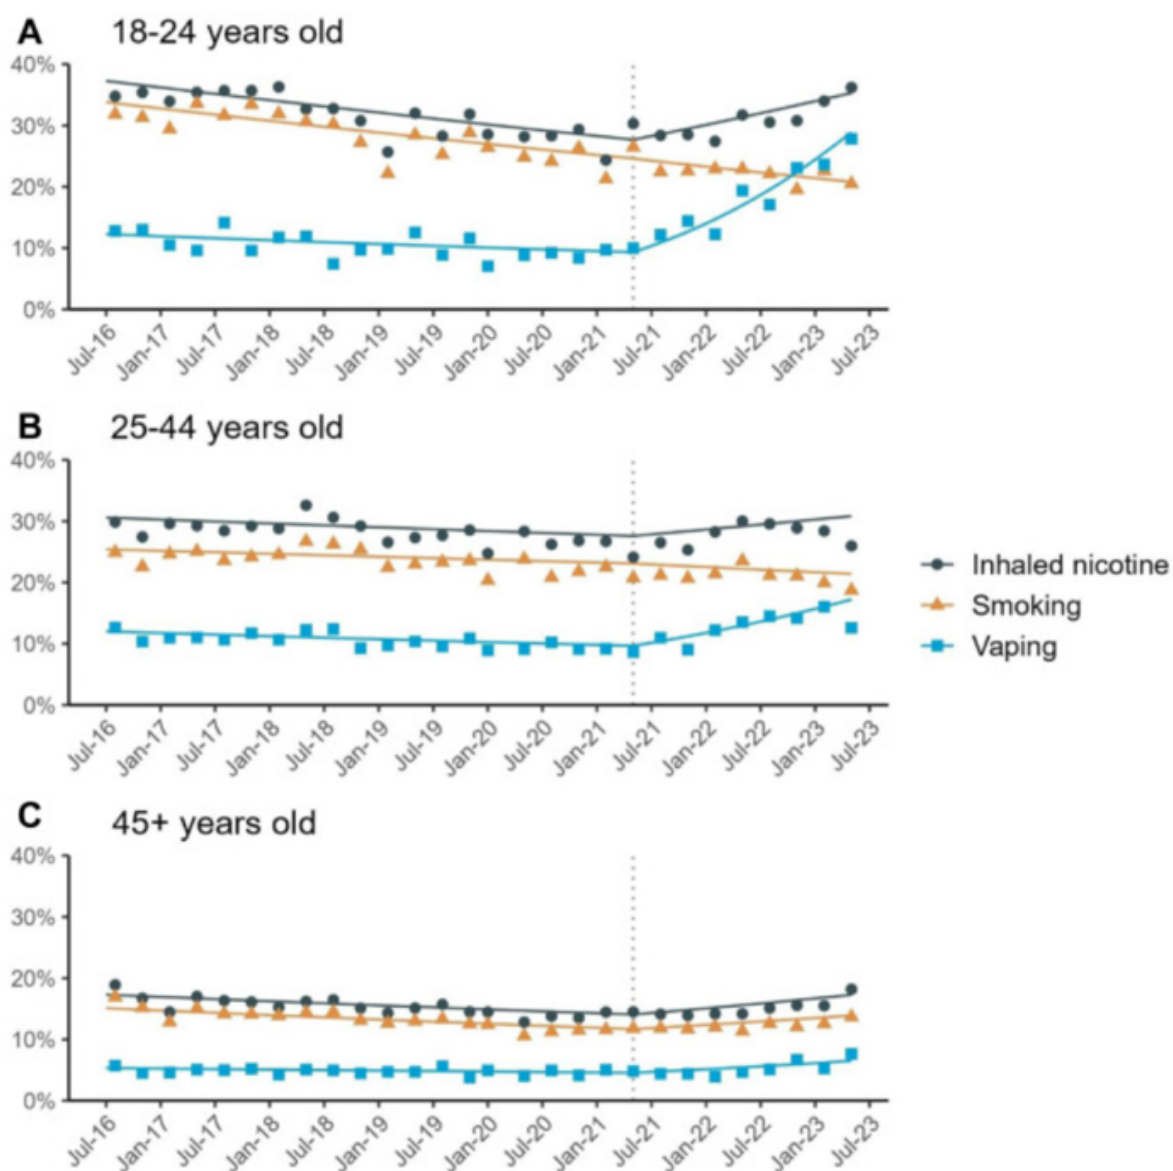 A 18-24 years old
40%
30%
20%
10%
0%
Jul-16 Jan-17 Jul-17 Jan-18 Jul-18 Jan-19 Jul-19 Jan-20 Jul-20 Jan-21 Jul-21 Jan-22 Jul-22 Jan-23 Jul-23
B 25-44 years old
40%
30%
20%
10%
0%
Jul-16 Jan-17 Jul-17 Jan-18 Jul-18 Jan-19 Jul-19 Jan-20 Jul-20 Jan-21 Jul-21 Jan-22 Jul-22 Jan-23 Jul-23
Inhaled nicotine
Smoking
Vaping
C 45+ years old
40%
30%
20%
10%
0%
Jul-16 Jan-17 Jul-17 Jan-18 Jul-18 Jan-19 Jul-19 Jan-20 Jul-20 Jan-21 Jul-21 Jan-22 Jul-22 Jan-23 Jul-23